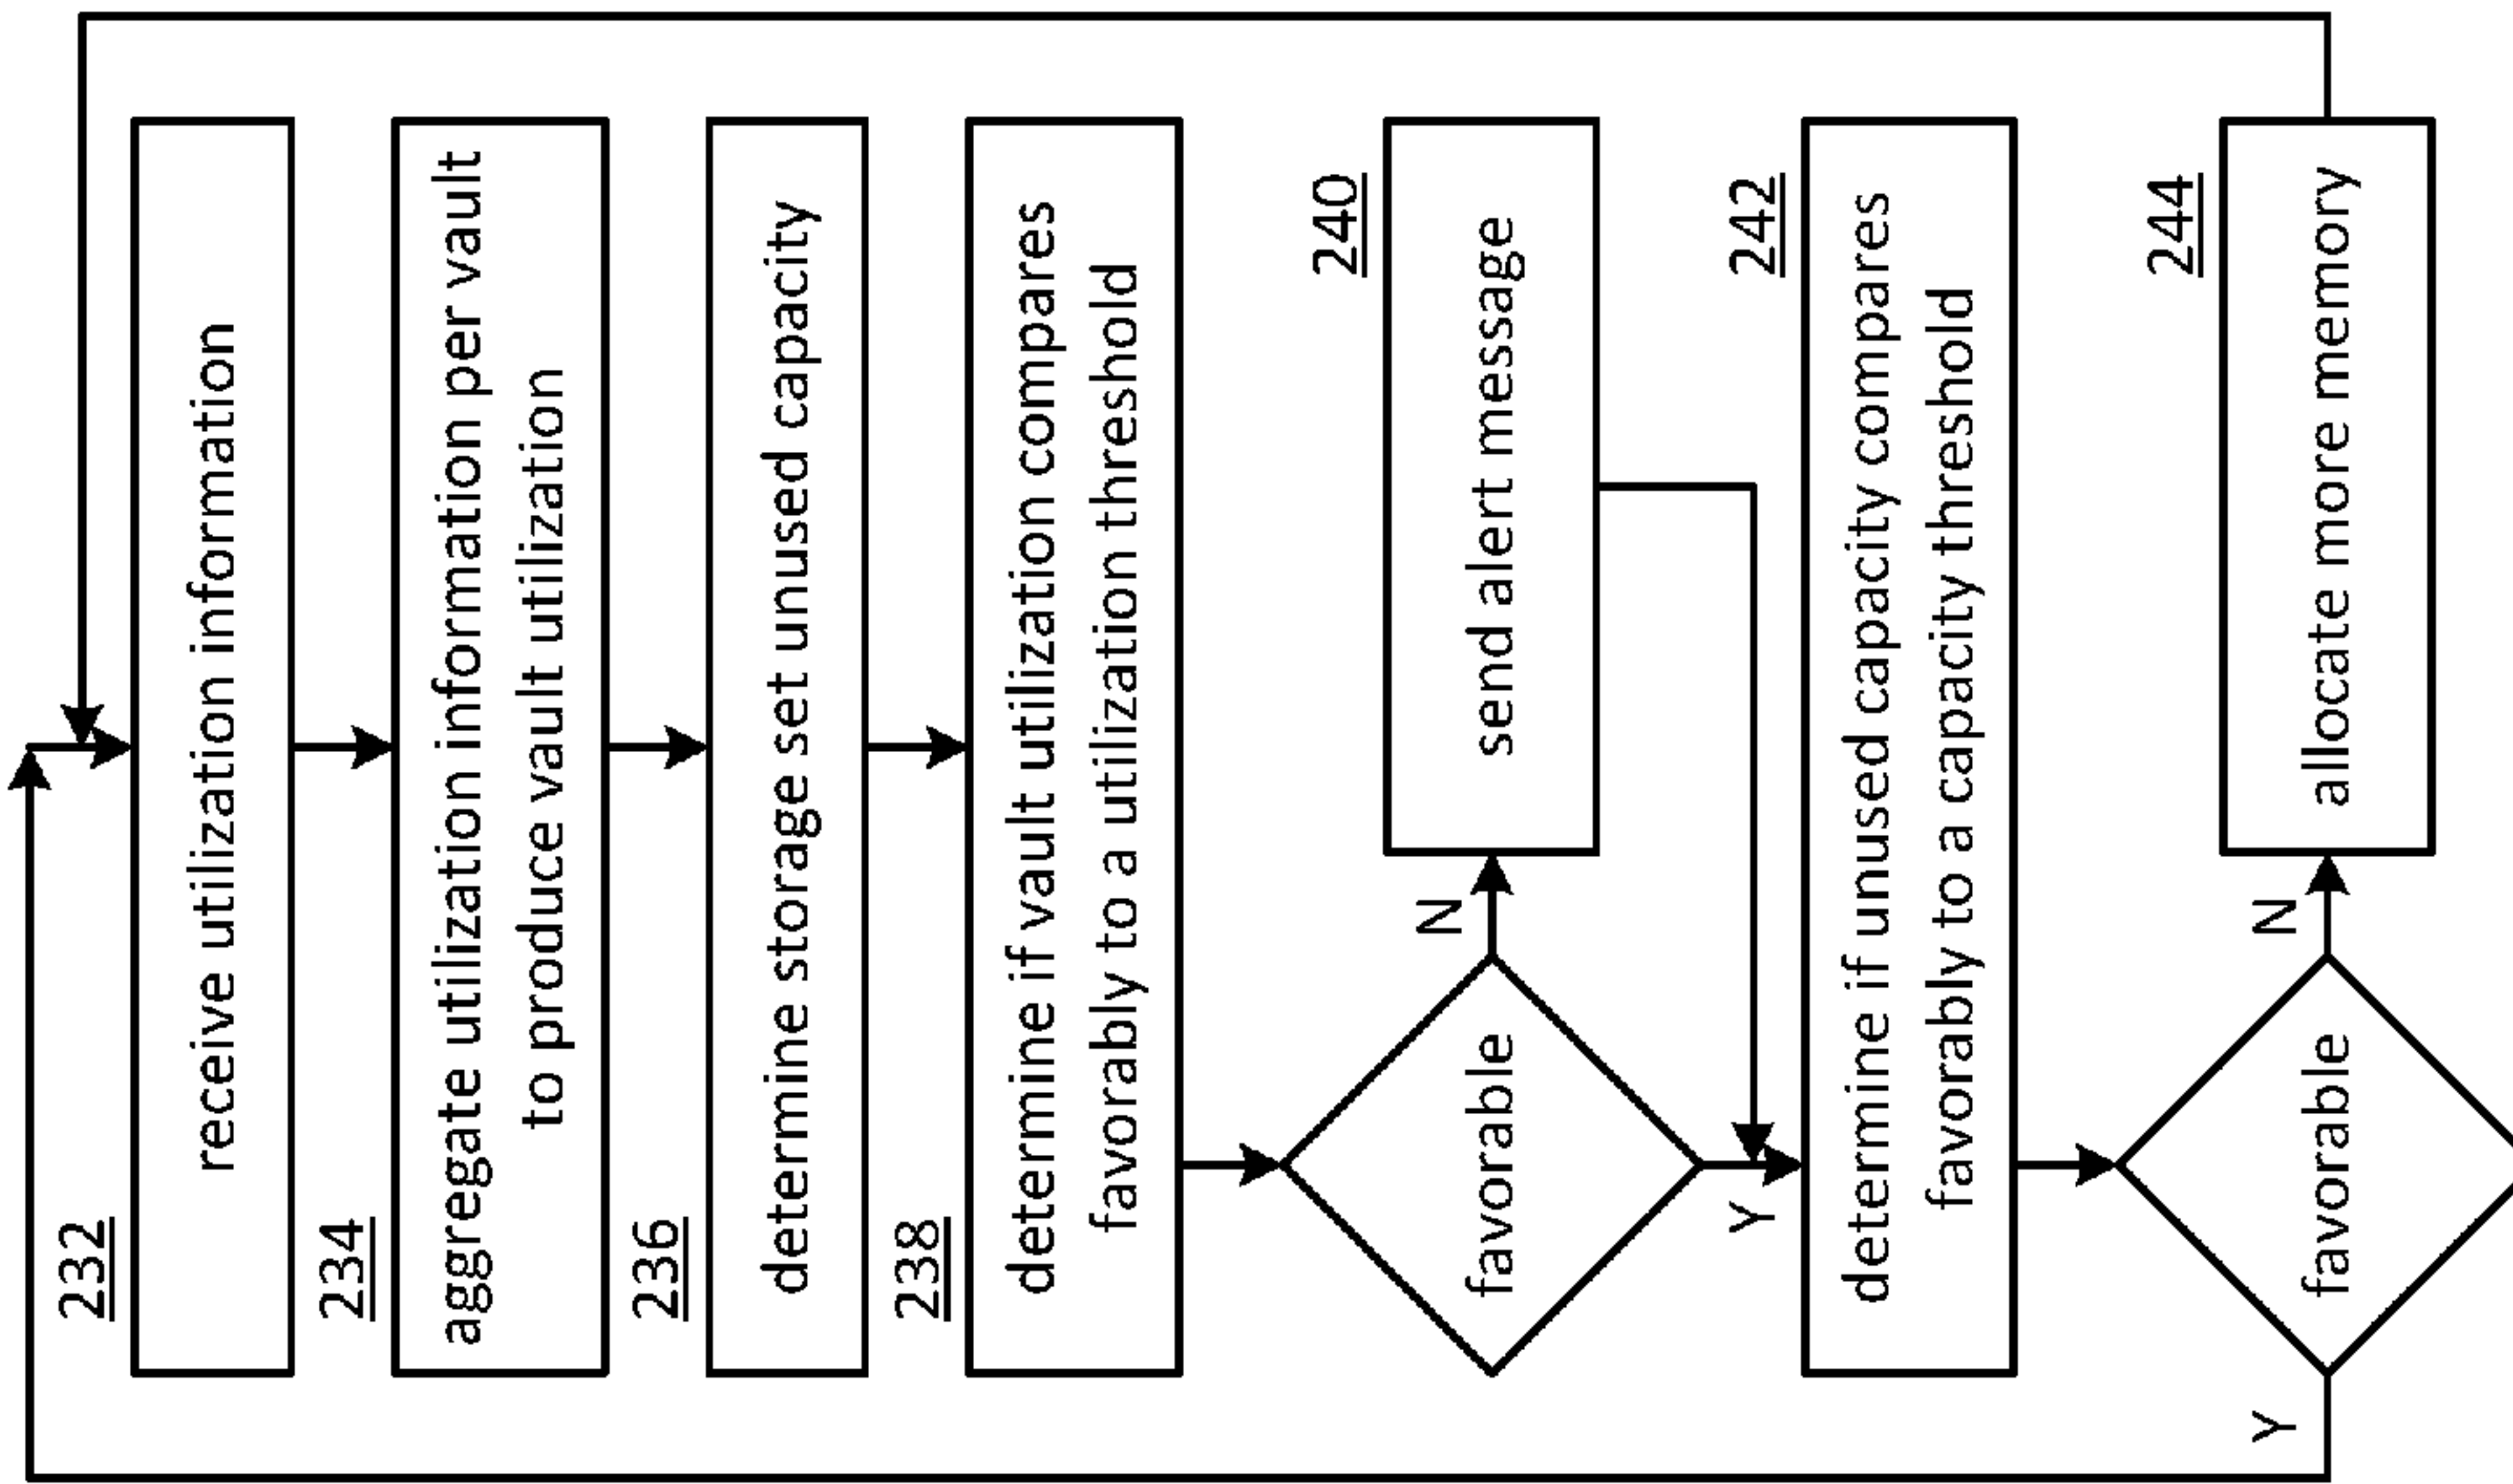 232
receive utilization information
234
aggregate utilization information per vault
to produce vault utilization
236
determine storage set unused capacity
238
determine if vault utilization compares
favorably to a utilization threshold
favorable
N
240
send alert message
Y
242
determine if unused capacity compares
favorably to a capacity threshold
favorable
N
244
allocate more memory
Y